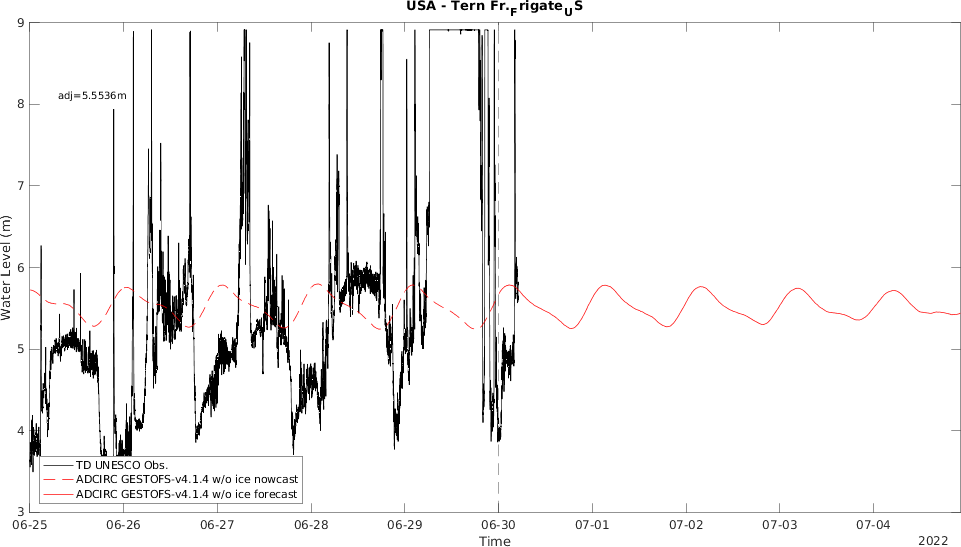 USA - Tern Fr.FrigateUS
9
8
7
6
5
4
3
Water Level (m)
adj=5.5536m
TD UNESCO Obs.
ADCIRC GESTOFS-v4.1.4 w/o ice nowcast
ADCIRC GESTOFS-v4.1.4 w/o ice forecast
06-25 06-26 06-27 06-28 06-29 06-30 07-01 07-02 07-03 07-04
Time
2022